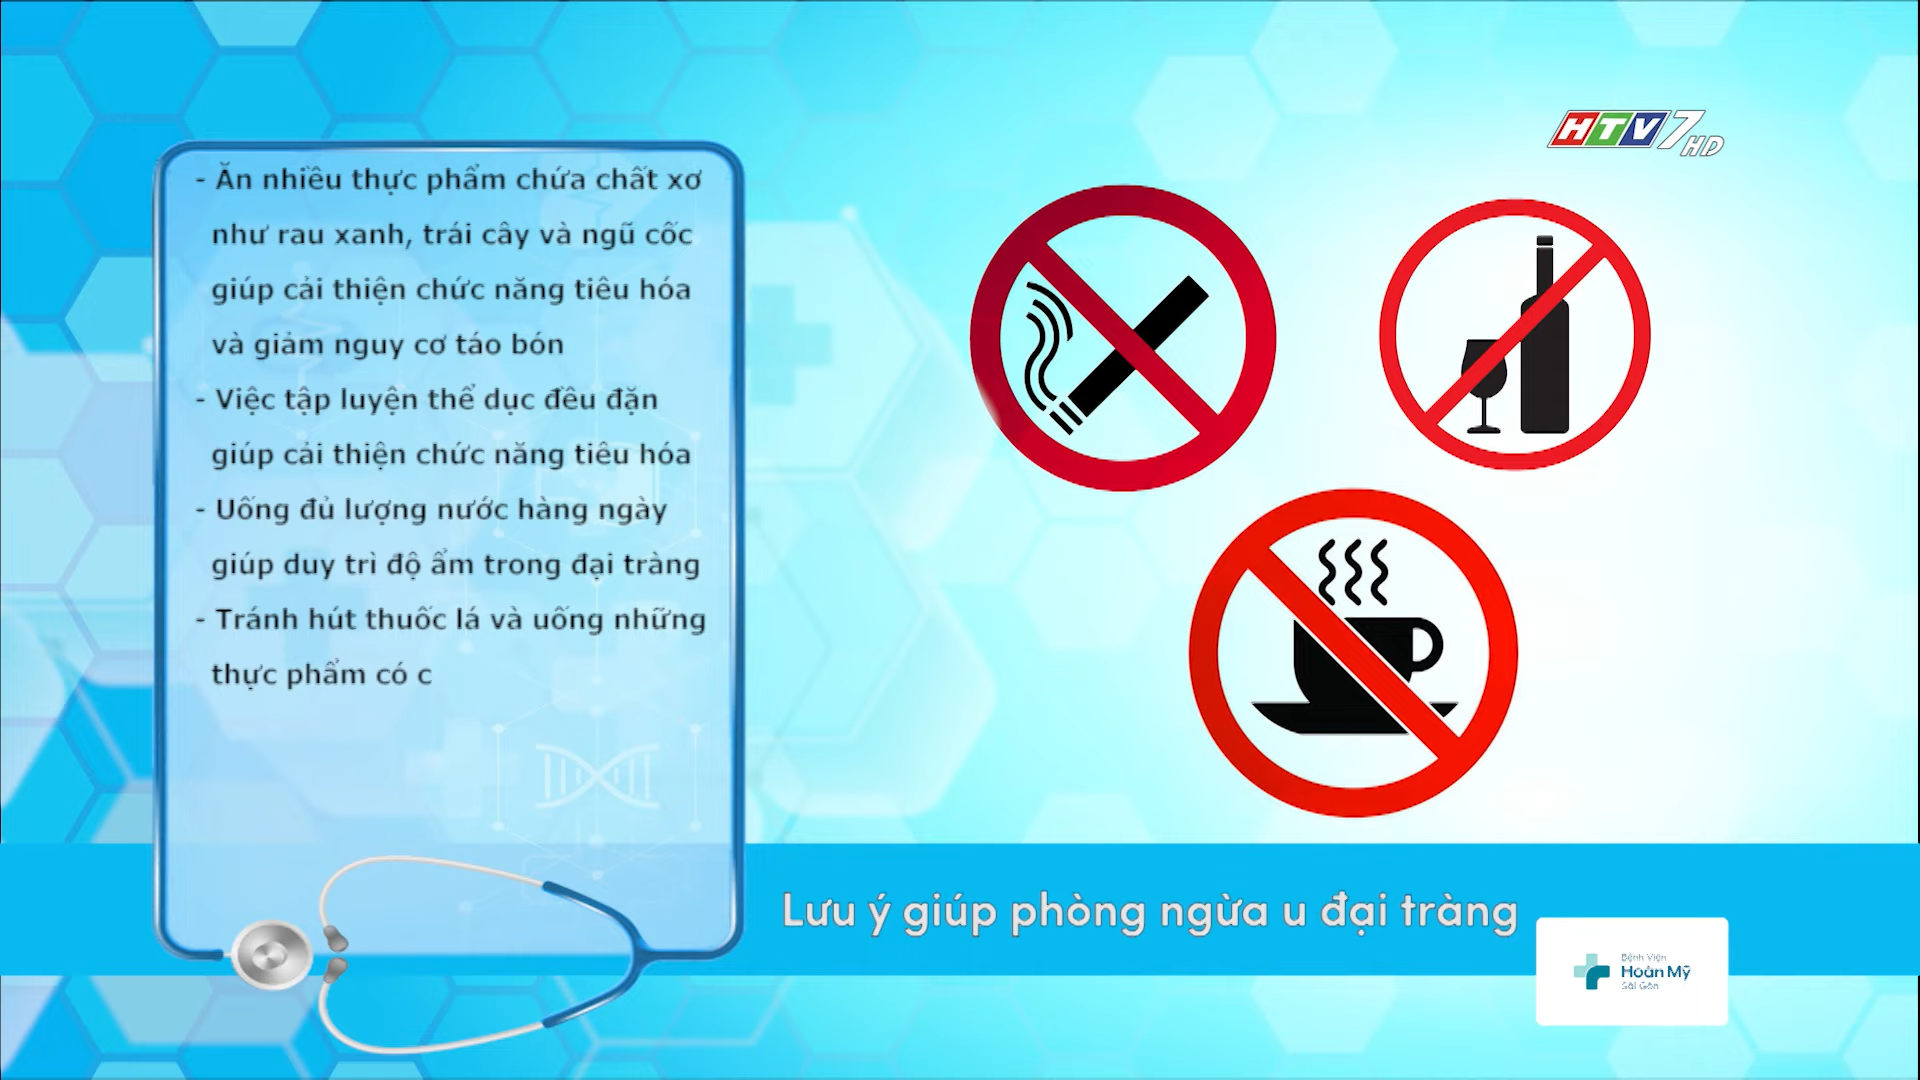 HTV7 HD
- Ăn nhiều thực phẩm chứa chất xơ
như rau xanh, trái cây và ngũ cốc
giúp cải thiện chức năng tiêu hóa
và giảm nguy cơ táo bón
- Việc tập luyện thể dục đều đặn
giúp cải thiện chức năng tiêu hóa
- Uống đủ lượng nước hàng ngày
giúp duy trì độ ẩm trong đại tràng
- Tránh hút thuốc lá và uống những
thực phẩm có c
Lưu ý giúp phòng ngừa u đại tràng
Bệnh Viện
Hoàn Mỹ
Sài Gòn